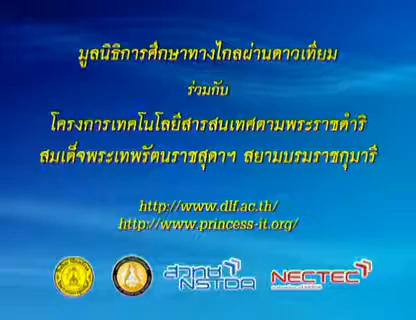 มูลนิธิการศึกษาทางไกลผ่านดาวเทียม
ร่วมกับ
โครงการเทคโนโลยีสารสนเทศตามพระราชดำริ
สมเด็จพระเทพรัตนราชสุดาฯ สยามบรมราชกุมารี
http://www.dlf.ac.th/
http://www.princess-it.org/
สวทช
NSTDA
NECTEC